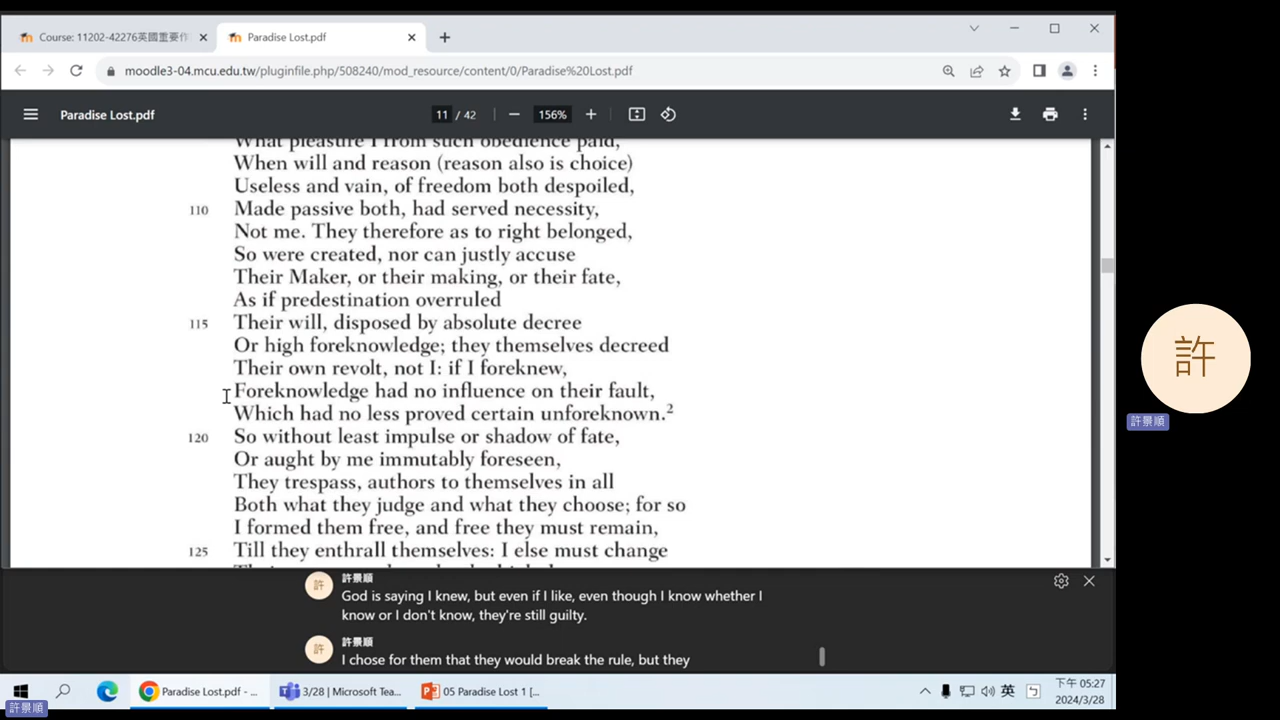 Course: 11202-42276英國重要作
Paradise Lost.pdf
moodle3-04.mcu.edu.tw/pluginfile.php/508240/mod_resource/content/0/Paradise%20Lost.pdf
Paradise Lost.pdf
11 / 42
156%
What pleasure I from such obedience paid,
When will and reason (reason also is choice)
Useless and vain, of freedom both despoiled,
110 Made passive both, had served necessity,
Not me. They therefore as to right belonged,
So were created, nor can justly accuse
Their Maker, or their making, or their fate,
As if predestination overruled
115 Their will, disposed by absolute decree
Or high foreknowledge; they themselves decreed
Their own revolt, not I: if I foreknew,
Foreknowledge had no influence on their fault,
Which had no less proved certain unforeknown.2
120 So without least impulse or shadow of fate,
Or aught by me immutably foreseen,
They trespass, authors to themselves in all
Both what they judge and what they choose; for so
I formed them free, and free they must remain,
125 Till they enthrall themselves: I else must change
許
許景順
許 許景順
God is saying I knew, but even if I like, even though I know whether I
know or I don't know, they're still guilty.
許 許景順
I chose for them that they would break the rule, but they
Paradise Lost.pdf - ...
3/28 | Microsoft Tea...
05 Paradise Lost 1 [...
英
下午 05:27
2024/3/28
許景順